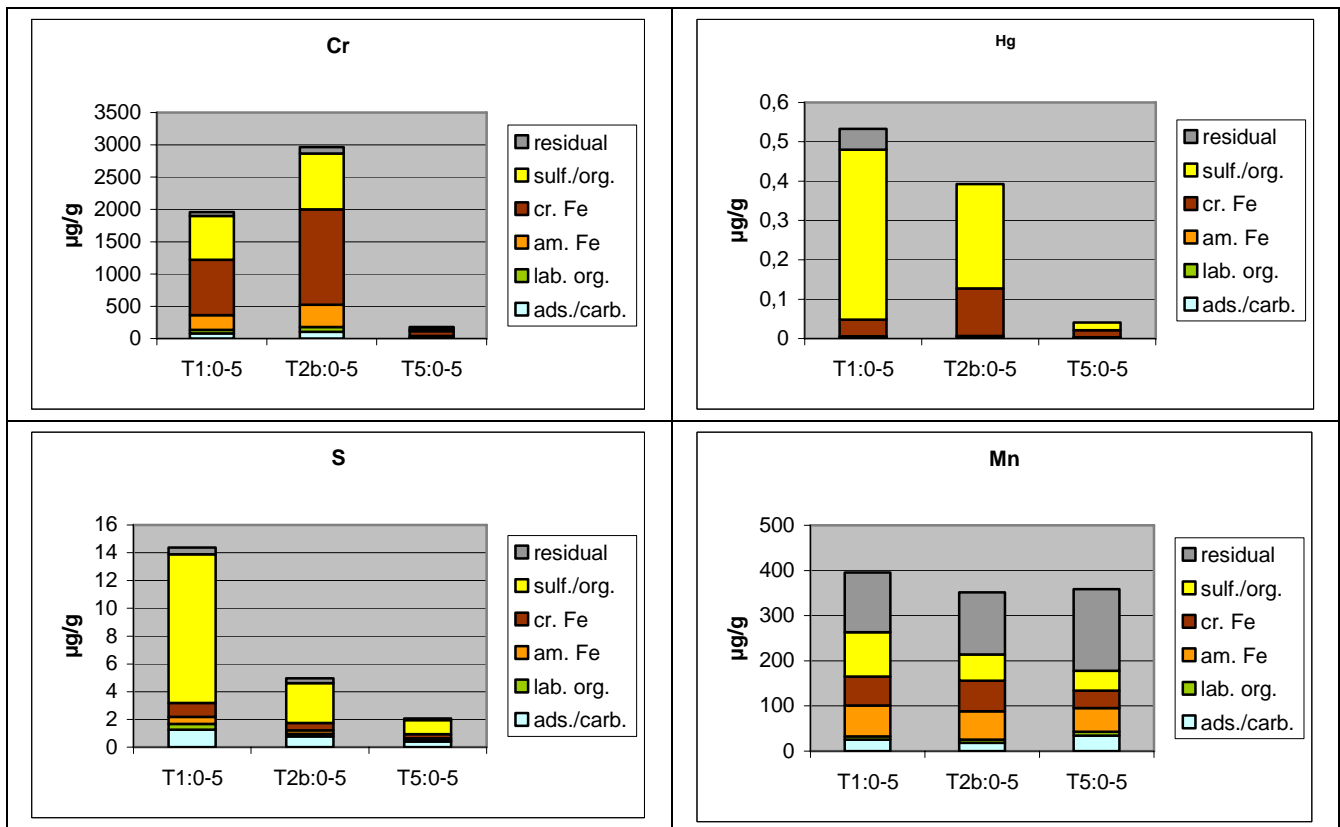 Cr
µg/g
3500
3000
2500
2000
1500
1000
500
0
T1:0-5 T2b:0-5 T5:0-5
residual
sulf./org.
cr. Fe
am. Fe
lab. org.
ads./carb.
Hg
µg/g
0,6
0,5
0,4
0,3
0,2
0,1
0
T1:0-5 T2b:0-5 T5:0-5
residual
sulf./org.
cr. Fe
am. Fe
lab. org.
ads./carb.
S
µg/g
16
14
12
10
8
6
4
2
0
T1:0-5 T2b:0-5 T5:0-5
residual
sulf./org.
cr. Fe
am. Fe
lab. org.
ads./carb.
Mn
µg/g
500
400
300
200
100
0
T1:0-5 T2b:0-5 T5:0-5
residual
sulf./org.
cr. Fe
am. Fe
lab. org.
ads./carb.